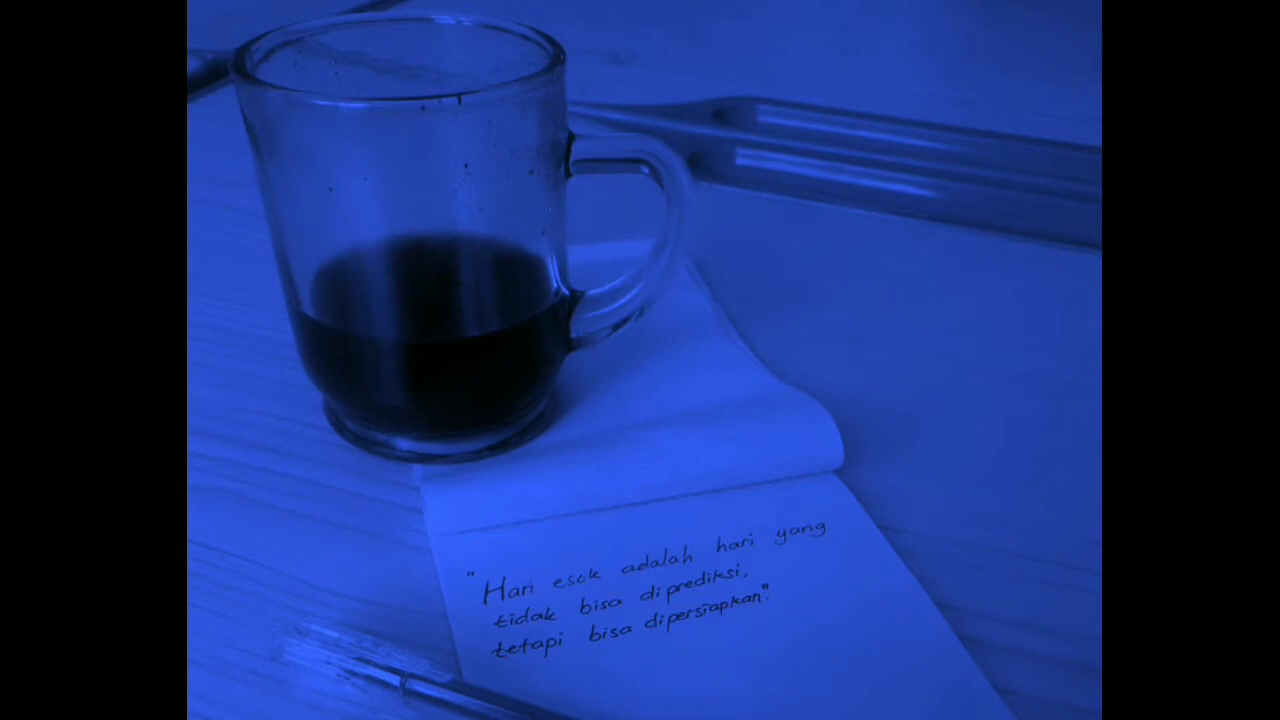 "Hari esok adalah hari yang
tidak bisa diprediksi,
tetapi bisa dipersiapkan".